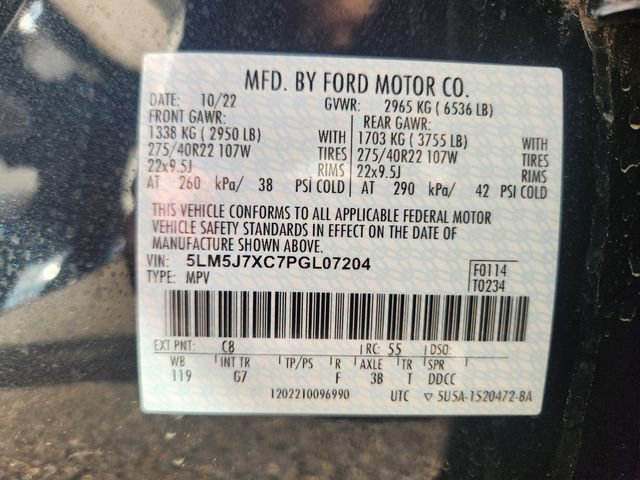 MFD. BY FORD MOTOR CO.
DATE: 10/22 GVWR: 2965 KG ( 6536 LB)
FRONT GAWR: REAR GAWR:
1338 KG ( 2950 LB) WITH 1703 KG ( 3755 LB) WITH
275/40R22 107W TIRES 275/40R22 107W TIRES
22x9.5J RIMS 22x9.5J RIMS
AT 260 kPa/ 38 PSI COLD AT 290 kPa/ 42 PSI COLD
THIS VEHICLE CONFORMS TO ALL APPLICABLE FEDERAL MOTOR
VEHICLE SAFETY STANDARDS IN EFFECT ON THE DATE OF
MANUFACTURE SHOWN ABOVE.
VIN: 5LM5J7XC7PGL07204 F0114
TYPE: MPV T0234
EXT PNT: C8 RC: 55 DSO:
WB INT TR TP/PS R AXLE TR SPR
119 G7 F 3B T DDCC
1202210096990 UTC ▽ 5U5A-1520472-BA